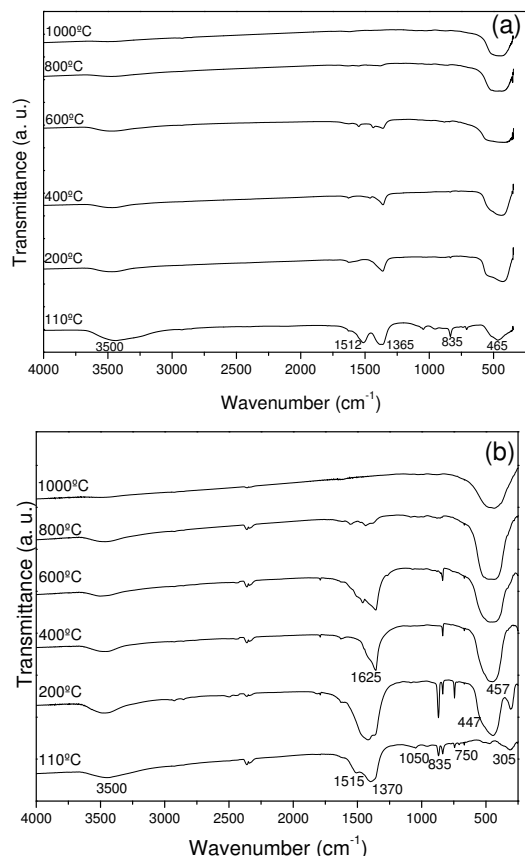 (a)
1000ºC
800ºC
600ºC
400ºC
200ºC
110ºC
3500
1512
1365
835
465
Transmittance (a. u.)
4000 3500 3000 2500 2000 1500 1000 500
Wavenumber (cm⁻¹)
(b)
1000ºC
800ºC
600ºC
400ºC
1625
457
200ºC
447
110ºC
1050
835
750
305
3500
1515
1370
Transmittance (a. u.)
4000 3500 3000 2500 2000 1500 1000 500
Wavenumber (cm⁻¹)